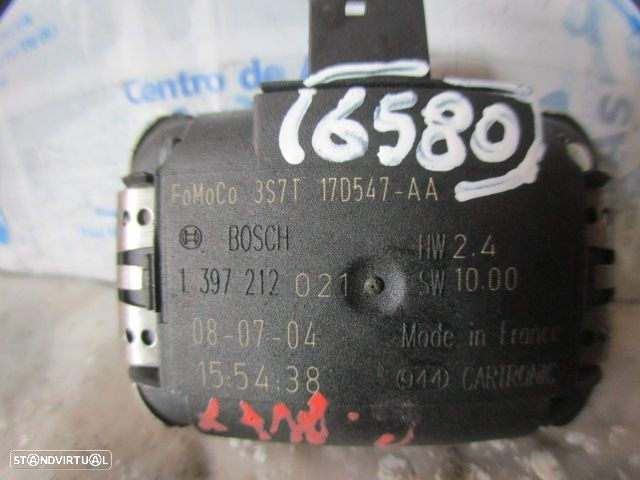 Centro de
16580
FoMoCo 3S7T 17D547-AA
BOSCH HW 2.4
1 397 212 021 SW 10.00
08-07-04 Made in France
15:54:38 (944) CARTRONIC
STANDVIRTUAL